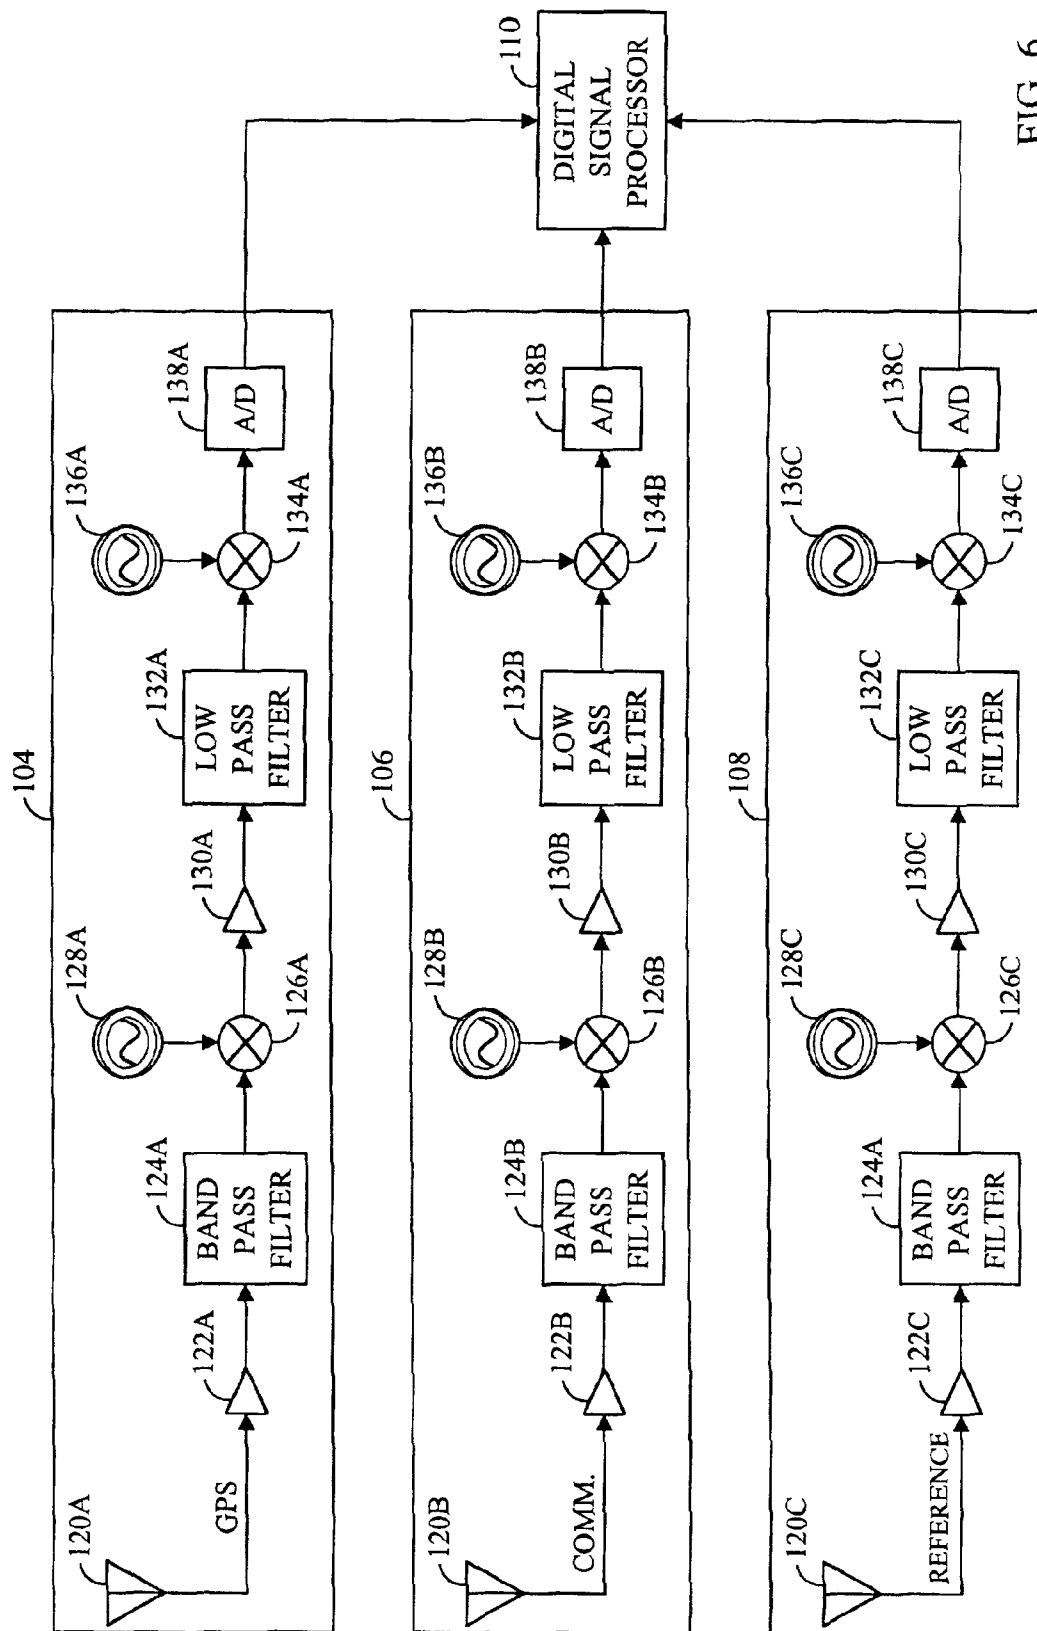 104
120A
GPS
122A
124A
BAND
PASS
FILTER
128A
126A
130A
132A
LOW
PASS
FILTER
136A
134A
138A
A/D
106
120B
COMM.
122B
124B
BAND
PASS
FILTER
128B
126B
130B
132B
LOW
PASS
FILTER
136B
134B
138B
A/D
108
120C
REFERENCE
122C
124A
BAND
PASS
FILTER
128C
126C
130C
132C
LOW
PASS
FILTER
136C
134C
138C
A/D
110
DIGITAL
SIGNAL
PROCESSOR
FIG. 6